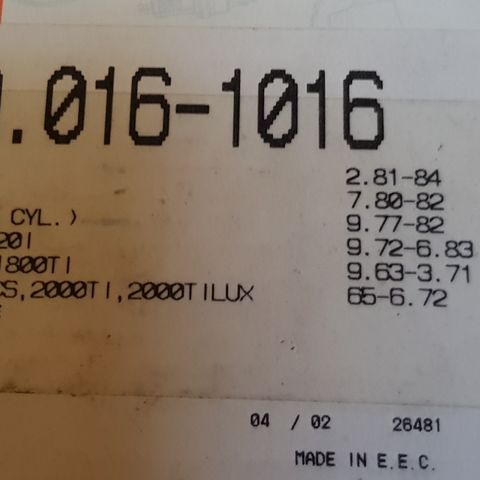 .016-1016
2.81-84
7.80-82
CYL.) 9.77-82
20I 9.72-6.83
1800TI 9.63-3.71
CS,2000TI,2000TILUX 65-6.72
04 / 02 26481
MADE IN E.E.C.